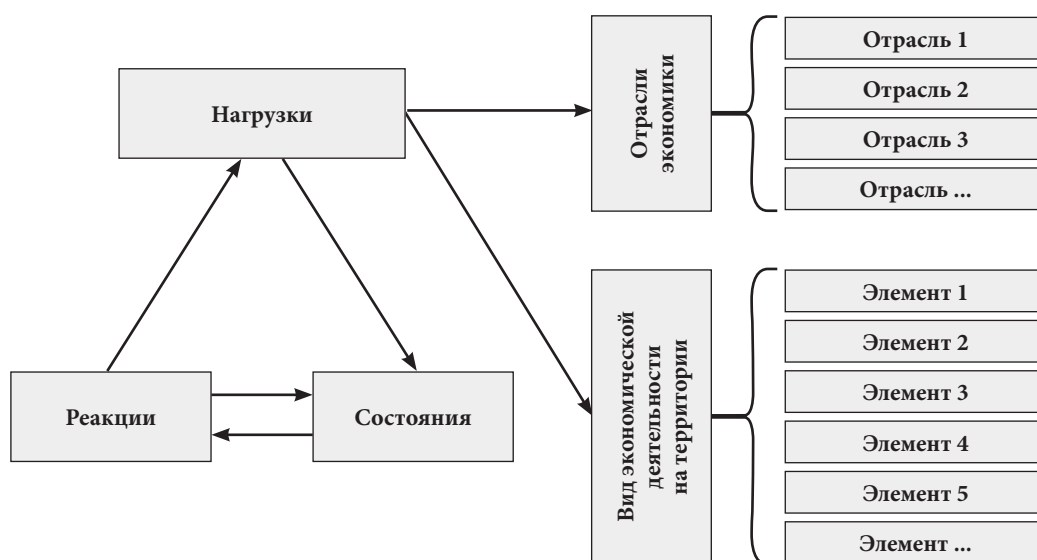 Нагрузки
Реакции
Состояния
Отрасли
экономики
Отрасль 1
Отрасль 2
Отрасль 3
Отрасль ...
Вид экономической
деятельности
на территории
Элемент 1
Элемент 2
Элемент 3
Элемент 4
Элемент 5
Элемент ...